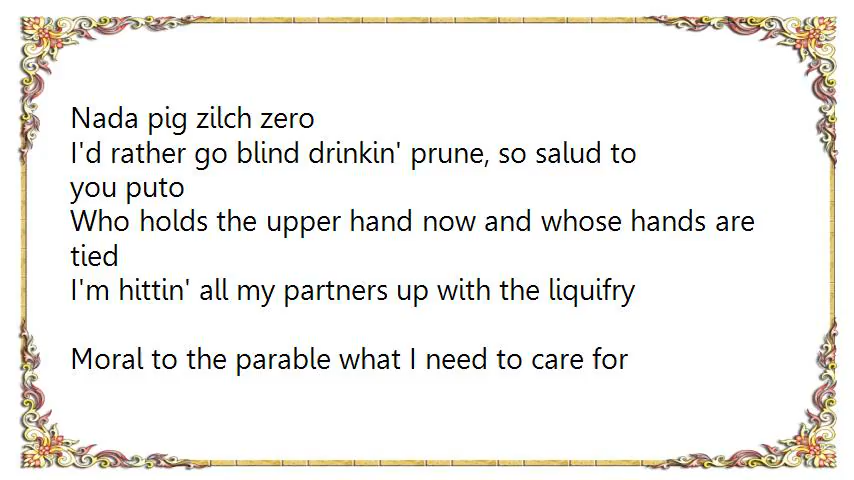 Nada pig zilch zero
I'd rather go blind drinkin' prune, so salud to
you puto
Who holds the upper hand now and whose hands are
tied
I'm hittin' all my partners up with the liquifry
Moral to the parable what I need to care for